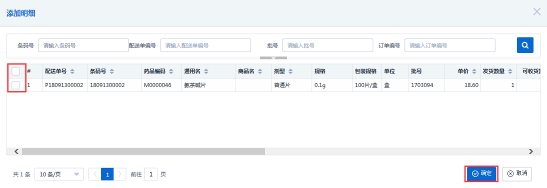 添加明细
条码号 请输入条码号 配送单编号 请输入配送单编号 批号 请输入批号 订单编号 请输入订单编号
# 配送单号 条码号 药品编码 通用名 商品名 剂型 规格 包装规格 单位 批号 单价 发货数量 可收货
1 P18091300002 18091300002 M0000046 氨茶碱片 普通片 0.1g 100片/盒 盒 1703094 18.60 1
共 1 条 10 条/页 1 前往 1 页 确定 取消